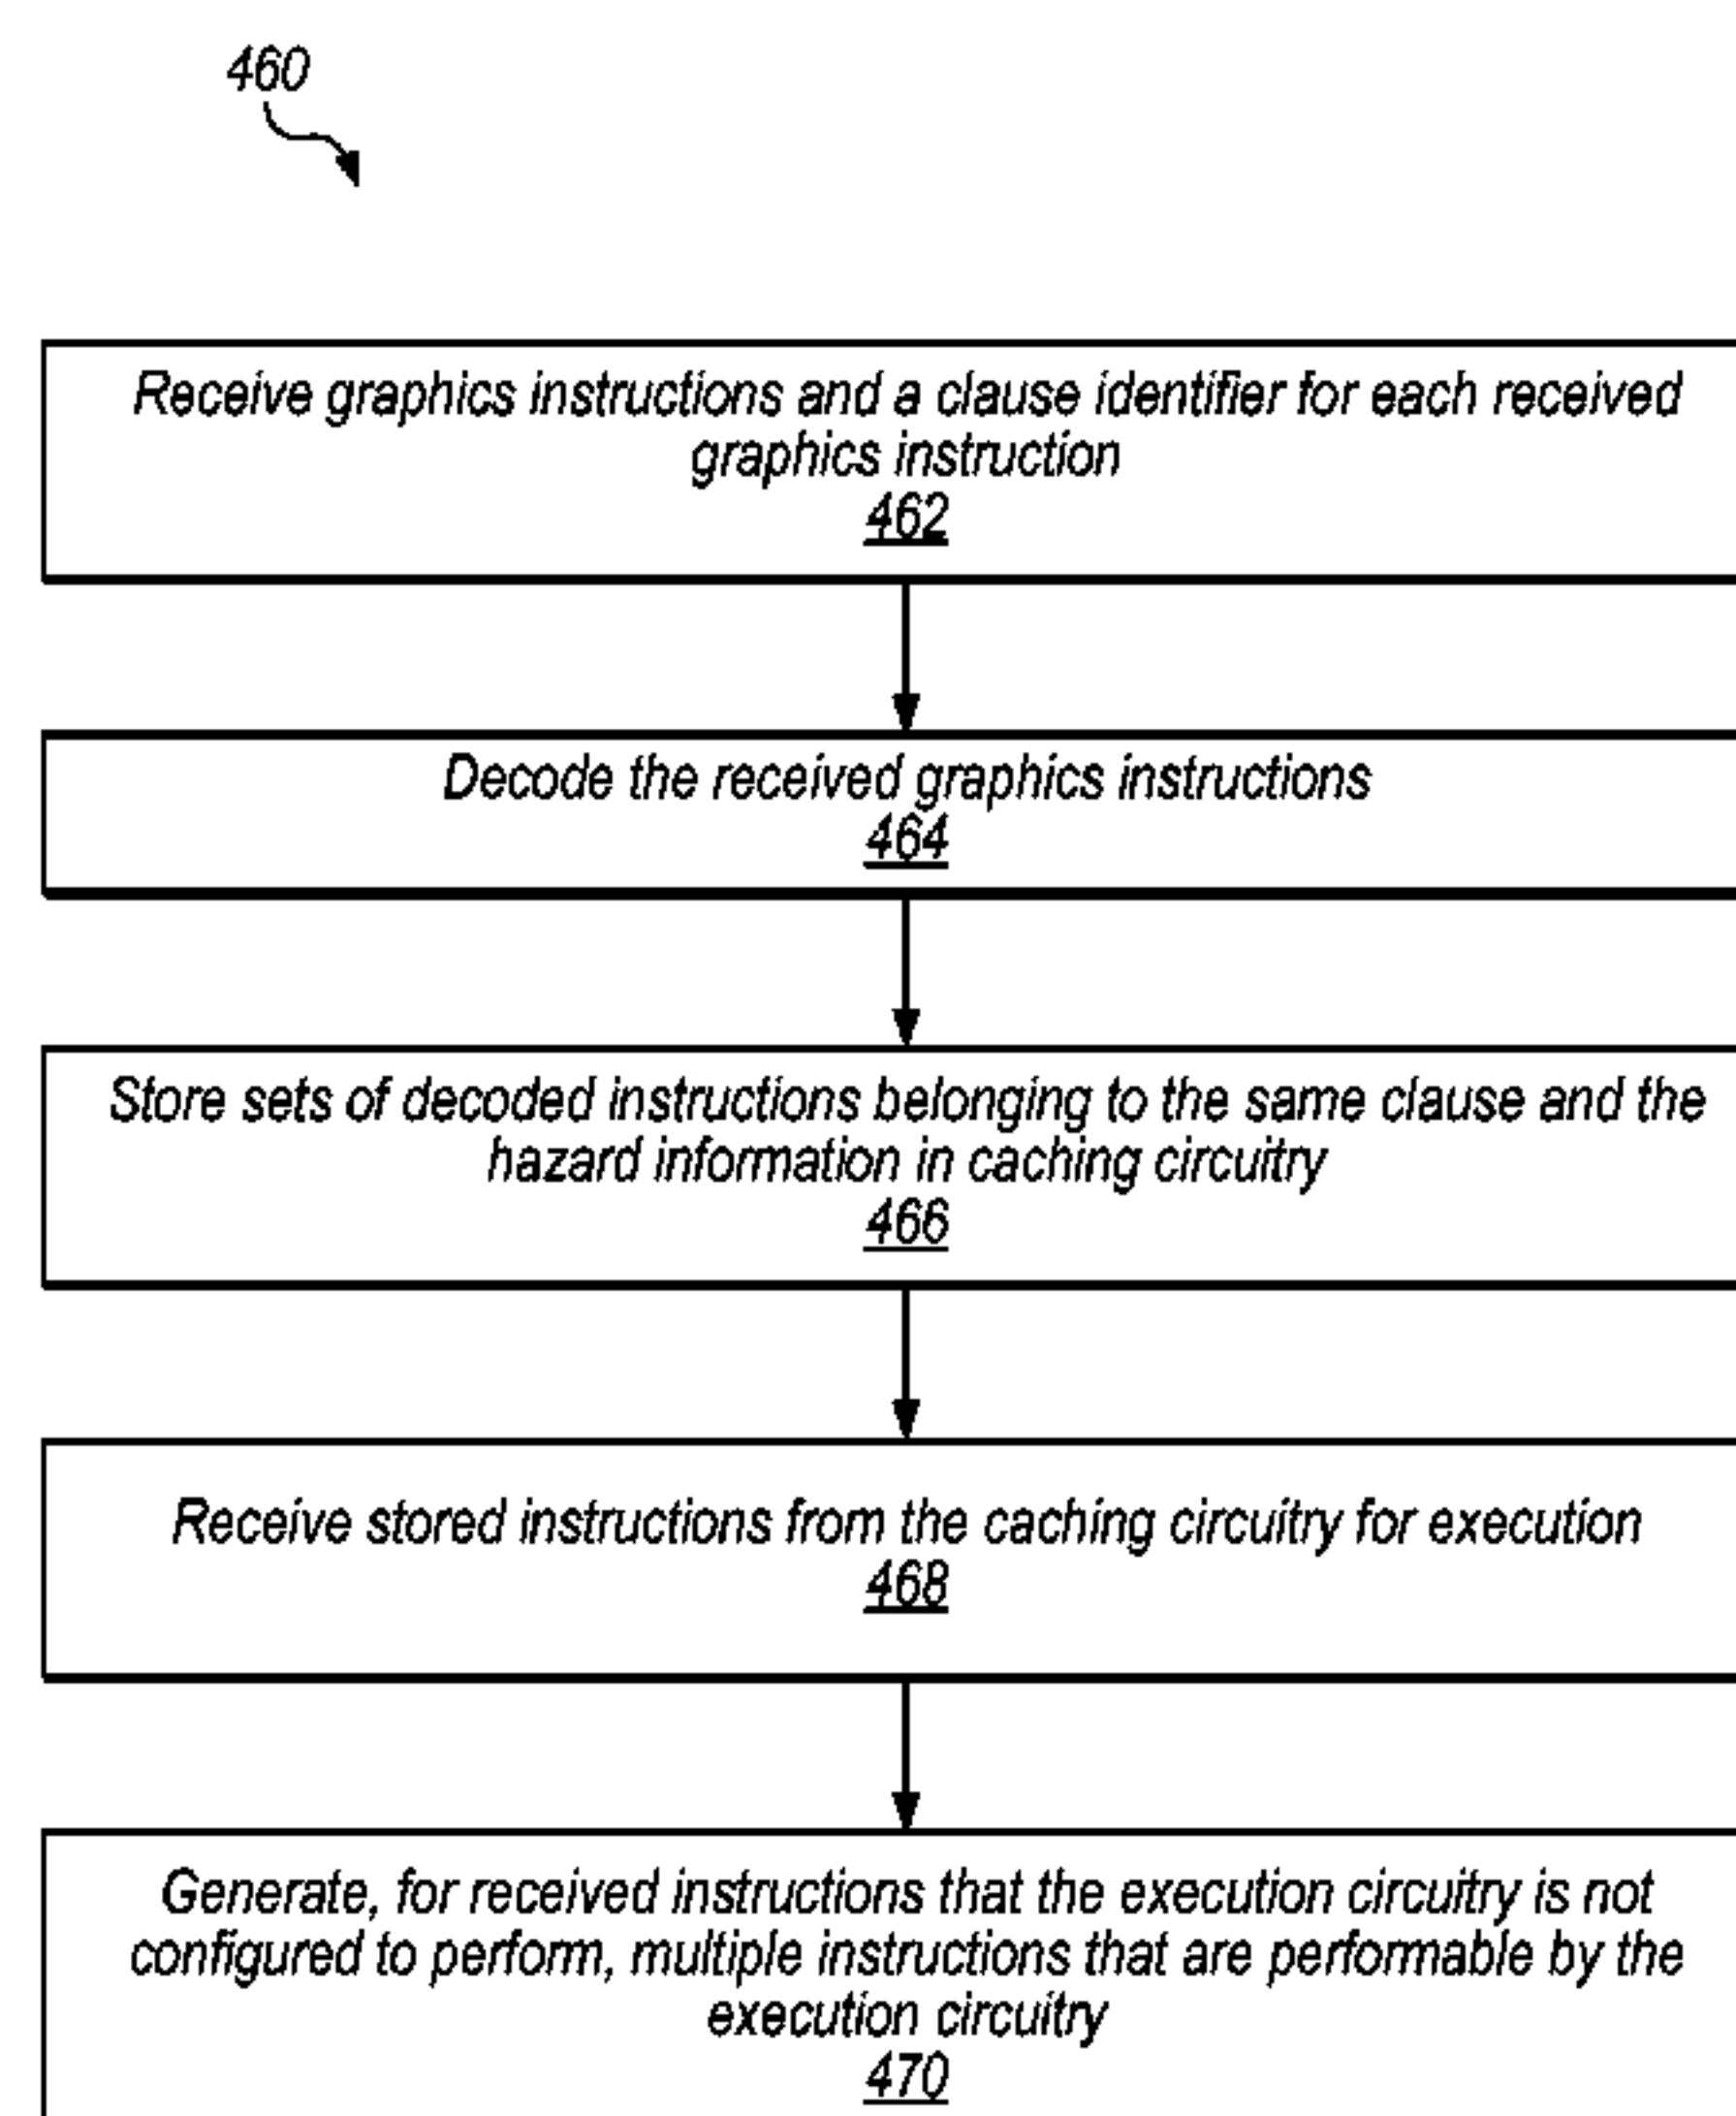 460
Receive graphics instructions and a clause identifier for each received
graphics instruction
462
Decode the received graphics instructions
464
Store sets of decoded instructions belonging to the same clause and the
hazard information in caching circuitry
466
Receive stored instructions from the caching circuitry for execution
468
Generate, for received instructions that the execution circuitry is not
configured to perform, multiple instructions that are performable by the
execution circuitry
470